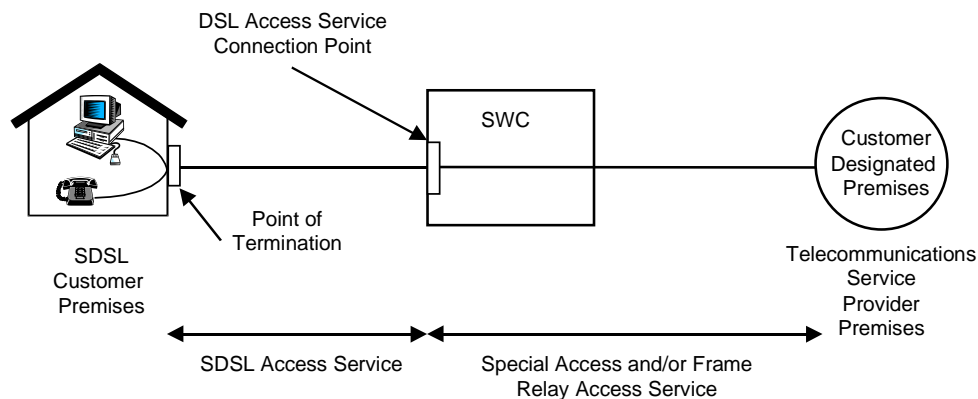 DSL Access Service
Connection Point
SWC
Customer
Designated
Premises
Point of
Termination
SDSL
Customer
Premises
Telecommunications
Service
Provider
Premises
SDSL Access Service
Special Access and/or Frame
Relay Access Service